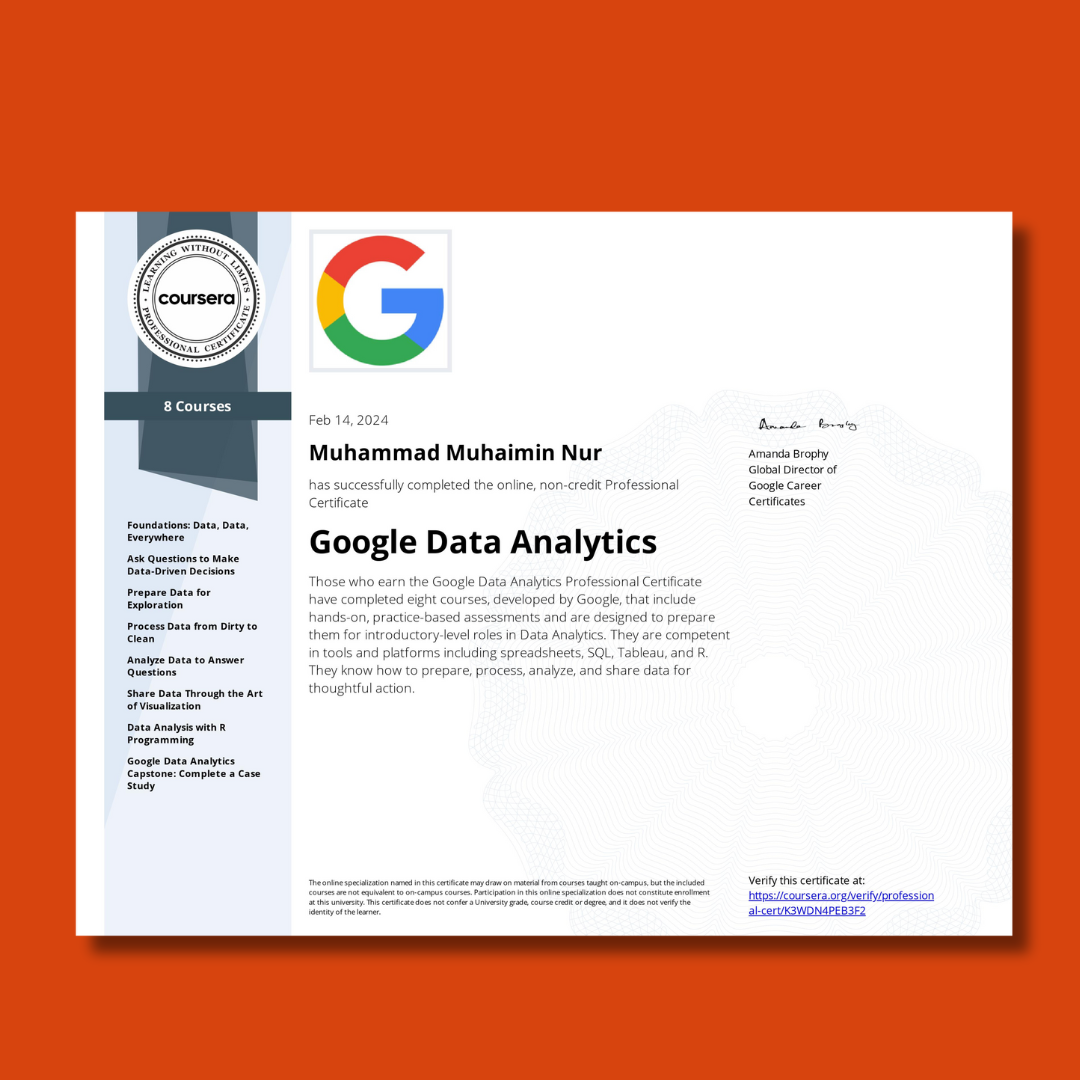 LEARNING WITHOUT LIMITS
coursera
PROFESSIONAL CERTIFICATE
8 Courses
Foundations: Data, Data,
Everywhere
Ask Questions to Make
Data-Driven Decisions
Prepare Data for
Exploration
Process Data from Dirty to
Clean
Analyze Data to Answer
Questions
Share Data Through the Art
of Visualization
Data Analysis with R
Programming
Google Data Analytics
Capstone: Complete a Case
Study
G
Feb 14, 2024
Muhammad Muhaimin Nur
has successfully completed the online, non-credit Professional
Certificate
Google Data Analytics
Those who earn the Google Data Analytics Professional Certificate
have completed eight courses, developed by Google, that include
hands-on, practice-based assessments and are designed to prepare
them for introductory-level roles in Data Analytics. They are competent
in tools and platforms including spreadsheets, SQL, Tableau, and R.
They know how to prepare, process, analyze, and share data for
thoughtful action.
Amanda Brophy
Amanda Brophy
Global Director of
Google Career
Certificates
The online specialization named in this certificate may draw on material from courses taught on-campus, but the included
courses are not equivalent to on-campus courses. Participation in this online specialization does not constitute enrollment
at this university. This certificate does not confer a University grade, course credit or degree, and it does not verify the
identity of the learner.
Verify this certificate at:
https://coursera.org/verify/profession
al-cert/K3WDN4PEB3F2